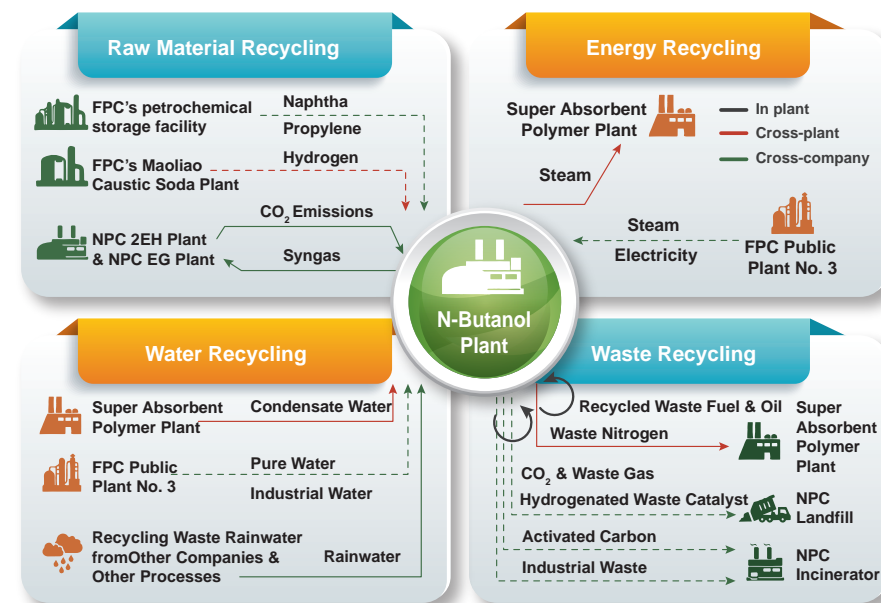 Raw Material Recycling
FPC's petrochemical
storage facility
Naphtha
Propylene
FPC's Maoliao
Caustic Soda Plant
Hydrogen
NPC 2EH Plant
& NPC EG Plant
CO2 Emissions
Syngas
Energy Recycling
Super Absorbent
Polymer Plant
In plant
Cross-plant
Cross-company
Steam
Steam
Electricity
FPC Public
Plant No. 3
N-Butanol
Plant
Water Recycling
Super Absorbent
Polymer Plant
Condensate Water
FPC Public
Plant No. 3
Pure Water
Industrial Water
Recycling Waste Rainwater
fromOther Companies &
Other Processes
Rainwater
Waste Recycling
Recycled Waste Fuel & Oil
Waste Nitrogen
Super
Absorbent
Polymer
Plant
CO2 & Waste Gas
Hydrogenated Waste Catalyst
NPC
Landfill
Activated Carbon
Industrial Waste
NPC
Incinerator